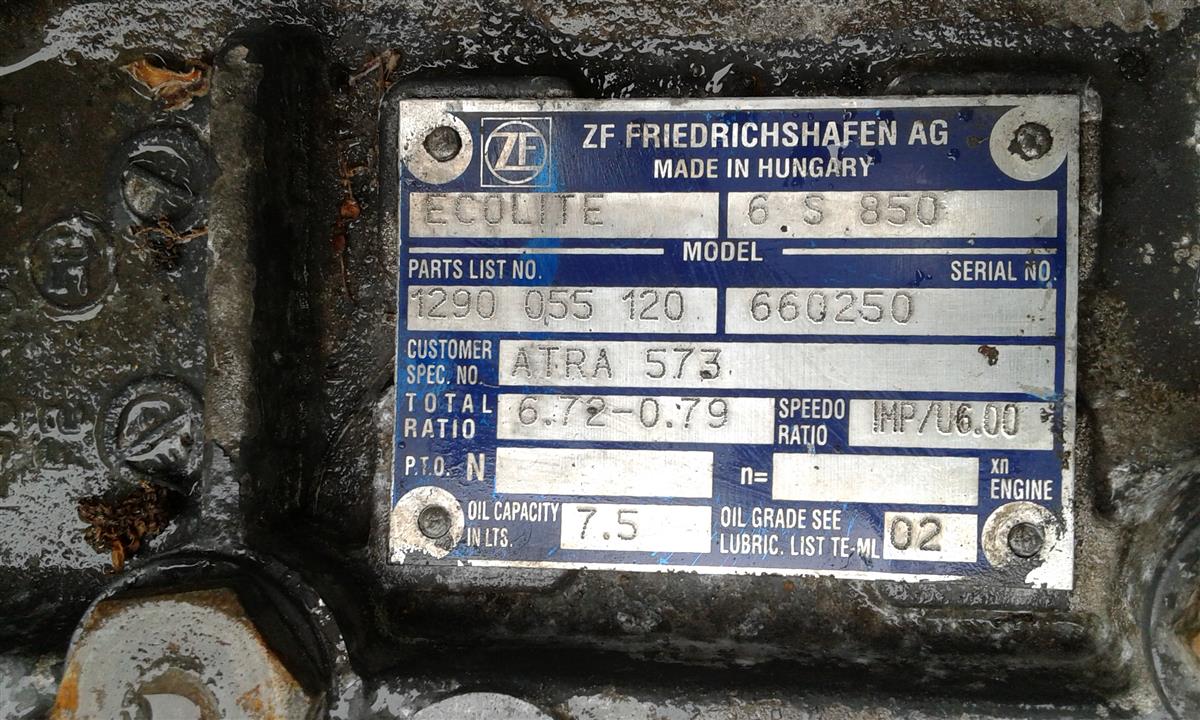 ZF ZF FRIEDRICHSHAFEN AG
MADE IN HUNGARY
ECOLITE 6 S 850
MODEL
PARTS LIST NO. SERIAL NO.
1290 055 120 660250
CUSTOMER SPEC. NO. ATRA 573
TOTAL RATIO 6.72-0.79 SPEEDO RATIO IMP/U6.00
P.T.O. N n= xn ENGINE
OIL CAPACITY IN LTS. 7.5 OIL GRADE SEE LUBRIC. LIST TE-ML 02